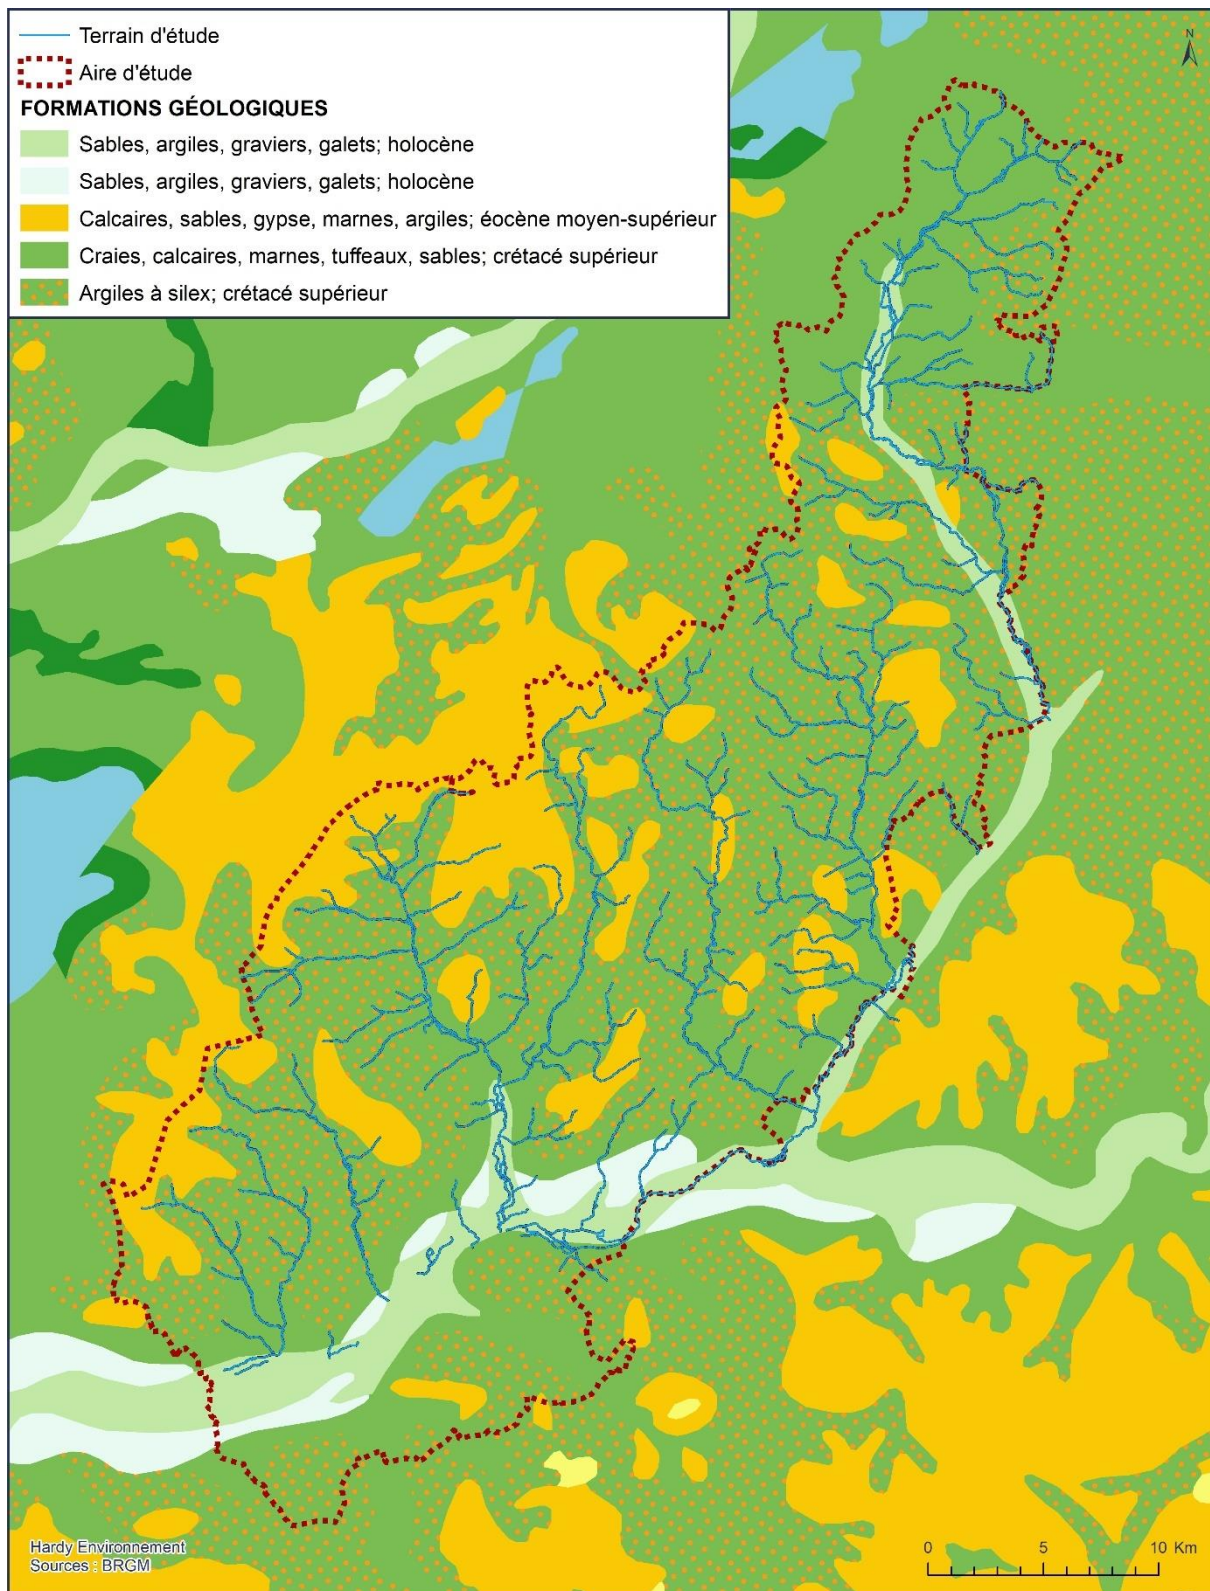 Terrain d'étude
Aire d'étude
FORMATIONS GÉOLOGIQUES
Sables, argiles, graviers, galets; holocène
Sables, argiles, graviers, galets; holocène
Calcaires, sables, gypse, marnes, argiles; éocène moyen-supérieur
Craies, calcaires, marnes, tuffeaux, sables; crétacé supérieur
Argiles à silex; crétacé supérieur
N
Hardy Environnement
Sources : BRGM
0 5 10 Km